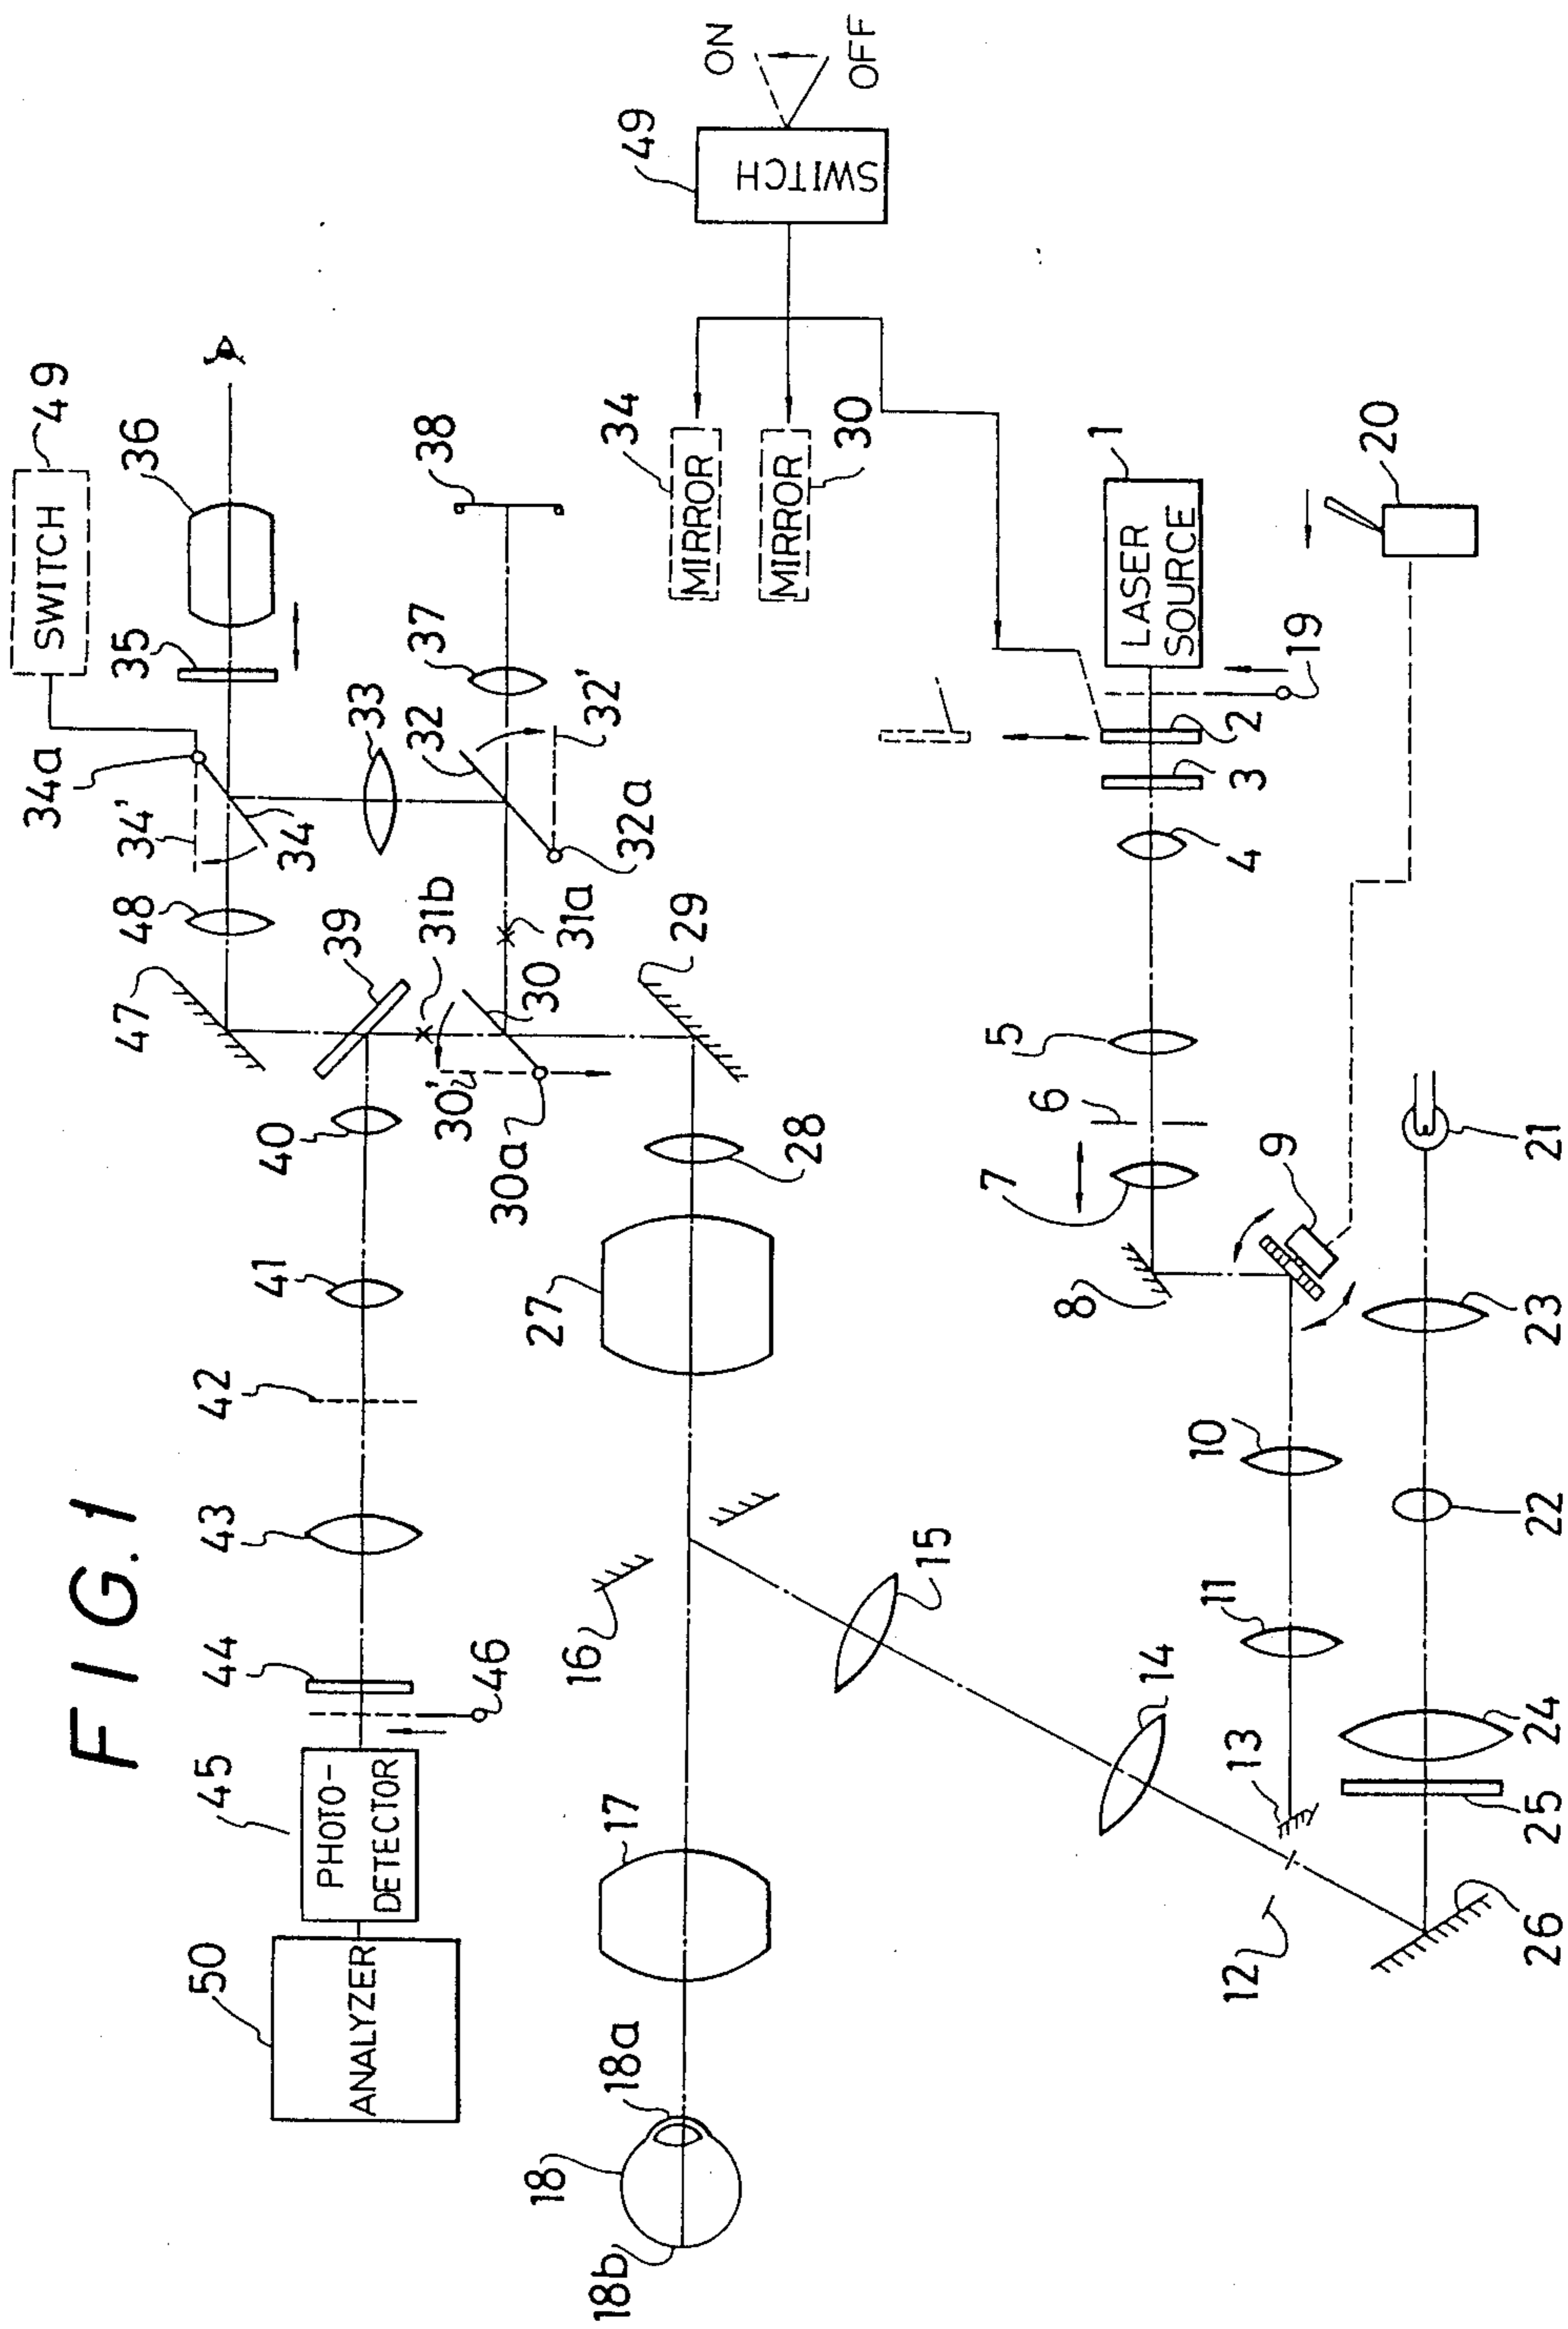 FIG. 1
50
ANALYZER
45
PHOTO-
DETECTOR
46
44
43
42
41
40
39
47
48
34'
34a
34
35
SWITCH
49
36
33
32
37
32'
32a
38
31b
31a
30'
30
30a
29
28
27
16
17
18
18a
18b
15
14
13
12
26
25
24
22
23
21
11
10
9
8
7
6
5
4
3
2
19
1
LASER
SOURCE
20
34
MIRROR
MIRROR
30
49
SWITCH
ON
OFF